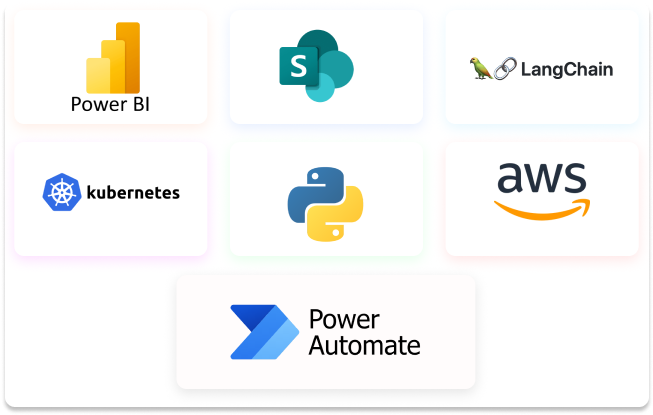 Power BI
S
LangChain
kubernetes
aws
Power
Automate